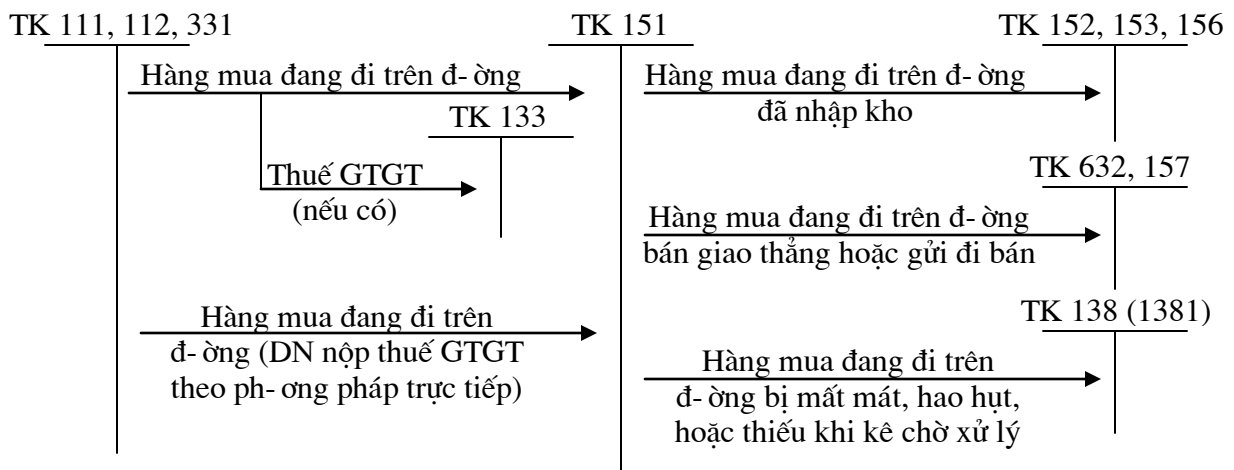 TK 111, 112, 331
TK 151
TK 152, 153, 156
Hàng mua đang đi trên đ- ờng
Hàng mua đang đi trên đ- ờng
đã nhập kho
TK 133
Thuế GTGT
(nếu có)
TK 632, 157
Hàng mua đang đi trên đ- ờng
bán giao thẳng hoặc gửi đi bán
Hàng mua đang đi trên
đ- ờng (DN nộp thuế GTGT
theo ph- ơng pháp trực tiếp)
TK 138 (1381)
Hàng mua đang đi trên
đ- ờng bị mất mát, hao hụt,
hoặc thiếu khi kê chờ xử lý